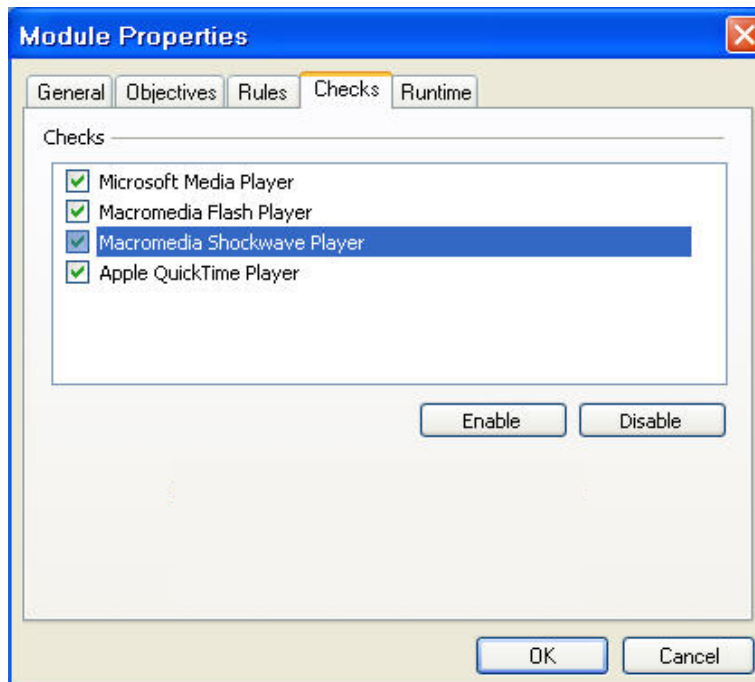 Module Properties
General Objectives Rules Checks Runtime
Checks
Microsoft Media Player
Macromedia Flash Player
Macromedia Shockwave Player
Apple QuickTime Player
Enable Disable
OK Cancel